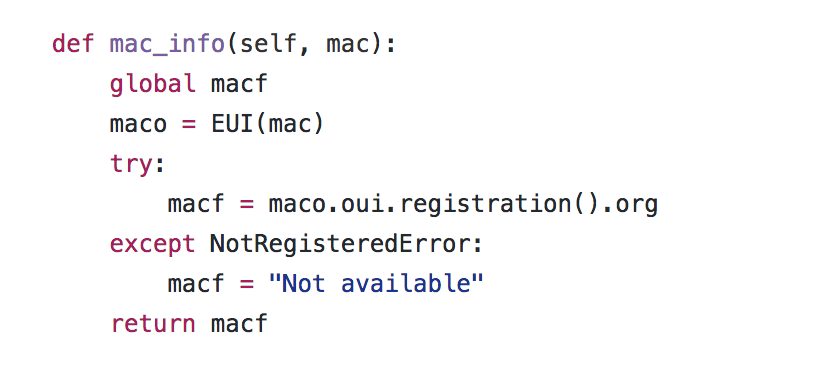 def mac_info(self, mac):
    global macf
    maco = EUI(mac)
    try:
        macf = maco.oui.registration().org
    except NotRegisteredError:
        macf = "Not available"
    return macf